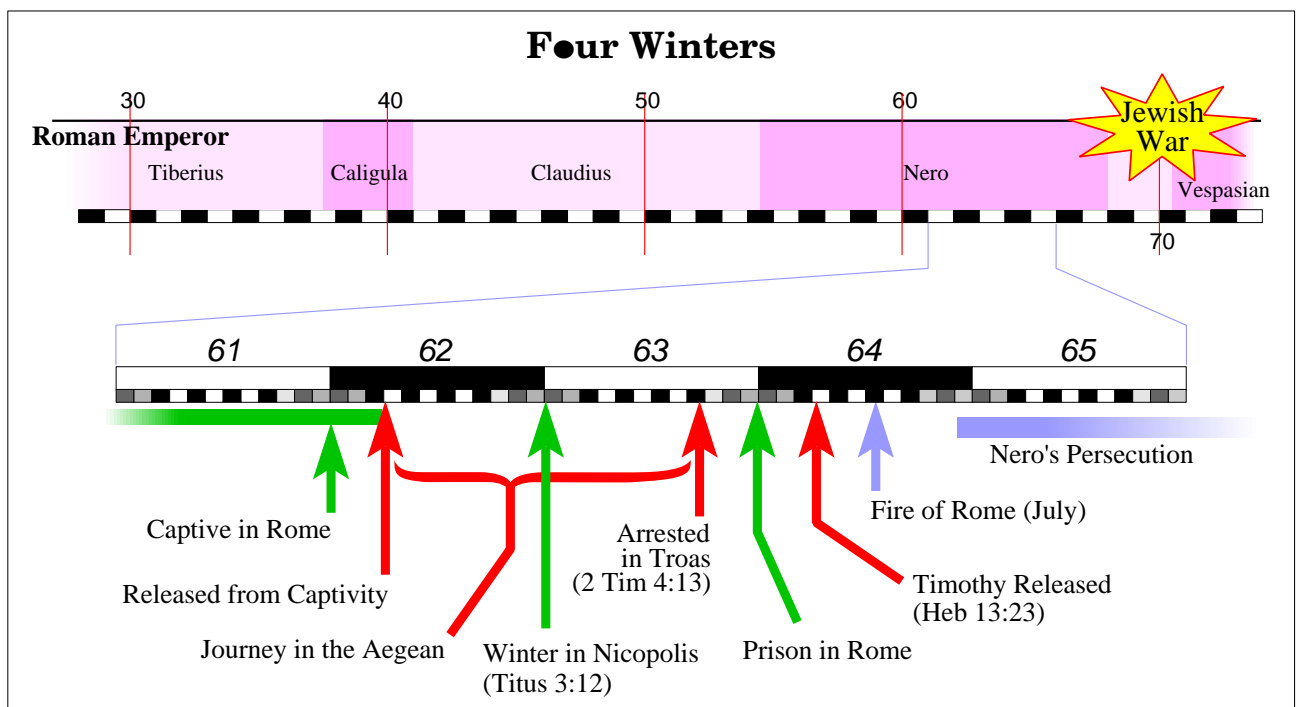 Four Winters
30 40 50 60
Jewish
War
Roman Emperor
Tiberius Caligula Claudius Nero Vespasian
70
61 62 63 64 65
Nero's Persecution
Fire of Rome (July)
Captive in Rome
Arrested
in Troas
(2 Tim 4:13)
Released from Captivity
Timothy Released
(Heb 13:23)
Journey in the Aegean
Winter in Nicopolis
(Titus 3:12)
Prison in Rome